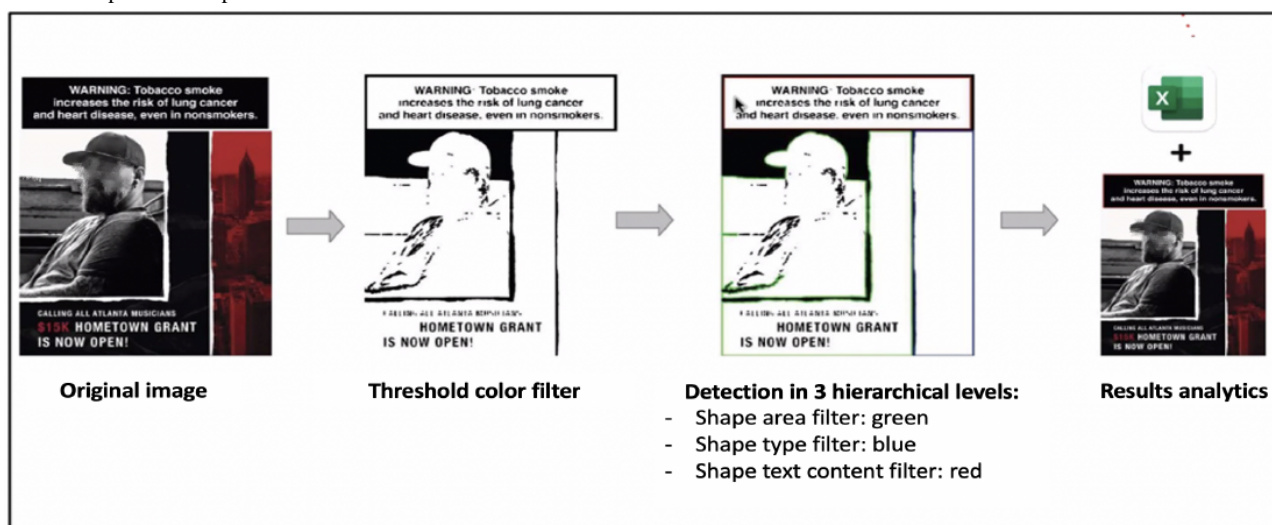 WARNING: Tobacco smoke
increases the risk of lung cancer
and heart disease, even in nonsmokers.
CALLING ALL ATLANTA MUSICIANS
$15K HOMETOWN GRANT
IS NOW OPEN!
Original image
WARNING: Tobacco smoke
increases the risk of lung cancer
and heart disease, even in nonsmokers.
HOMETOWN GRANT
IS NOW OPEN!
Threshold color filter
WARNING: Tobacco smoke
increases the risk of lung cancer
and heart disease, even in nonsmokers.
HOMETOWN GRANT
IS NOW OPEN!
Detection in 3 hierarchical levels:
- Shape area filter: green
- Shape type filter: blue
- Shape text content filter: red
X
+
WARNING: Tobacco smoke
increases the risk of lung cancer
and heart disease, even in nonsmokers.
CALLING ALL ATLANTA MUSICIANS
$15K HOMETOWN GRANT
IS NOW OPEN!
Results analytics